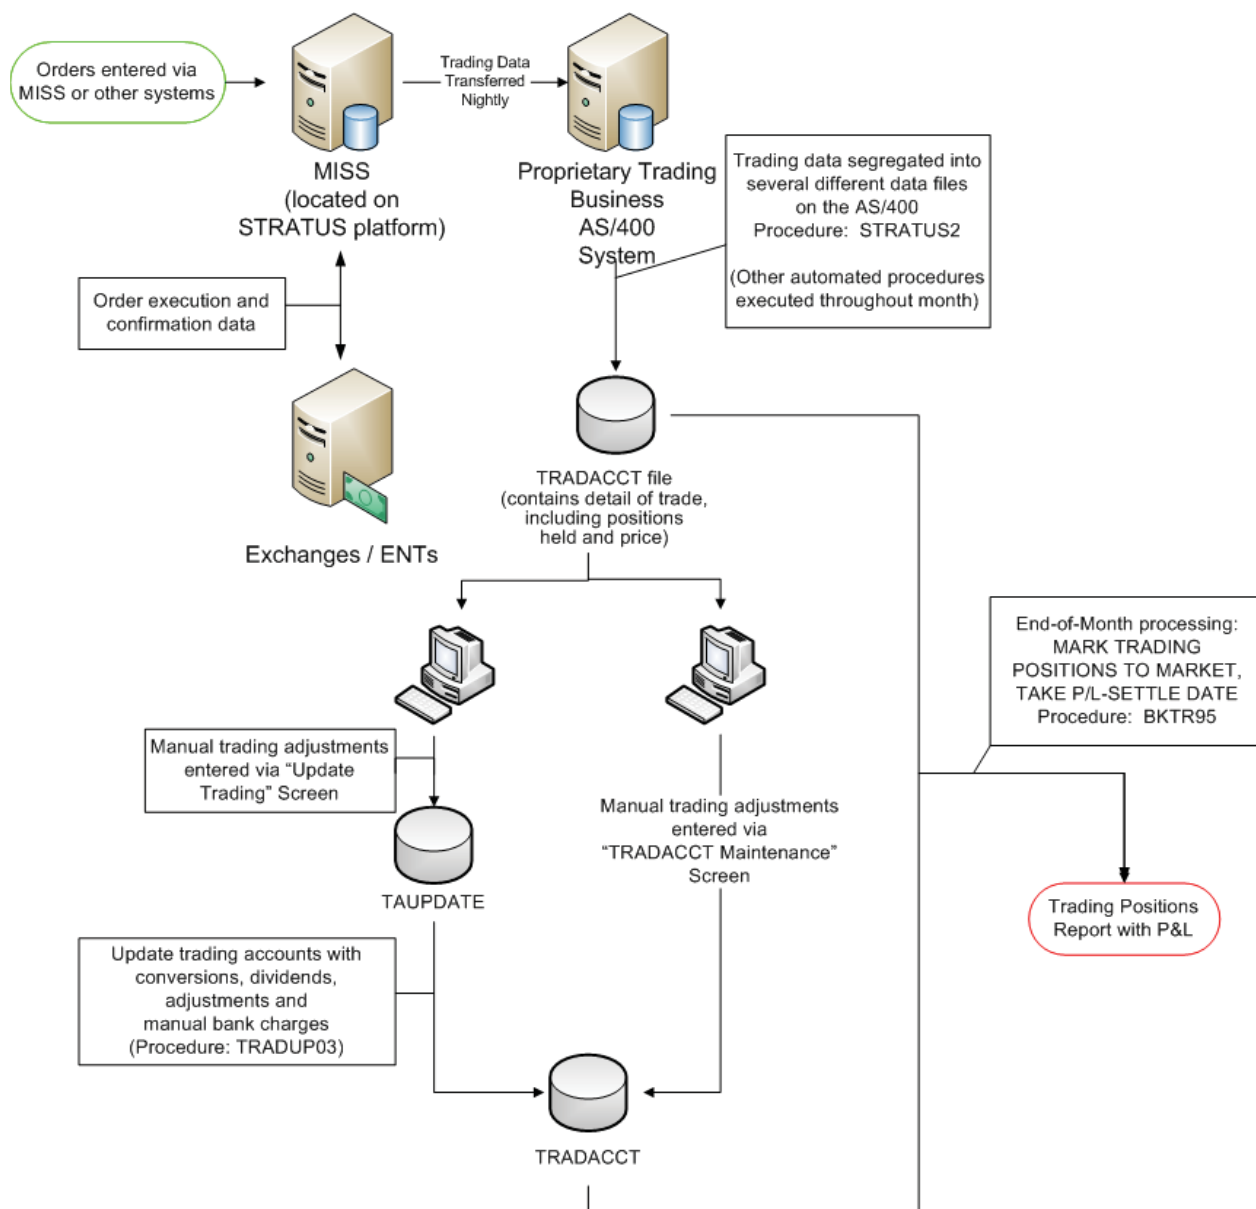 Orders entered via
MISS or other systems
Trading Data
Transferred
Nightly
MISS
(located on
STRATUS platform)
Proprietary Trading
Business
AS/400
System
Trading data segregated into
several different data files
on the AS/400
Procedure: STRATUS2
(Other automated procedures
executed throughout month)
Order execution and
confirmation data
Exchanges / ENTs
TRADACCT file
(contains detail of trade,
including positions
held and price)
End-of-Month processing:
MARK TRADING
POSITIONS TO MARKET,
TAKE P/L-SETTLE DATE
Procedure: BKTR95
Manual trading adjustments
entered via “Update
Trading” Screen
Manual trading adjustments
entered via
“TRADACCT Maintenance”
Screen
TAUPDATE
Trading Positions
Report with P&L
Update trading accounts with
conversions, dividends,
adjustments and
manual bank charges
(Procedure: TRADUP03)
TRADACCT